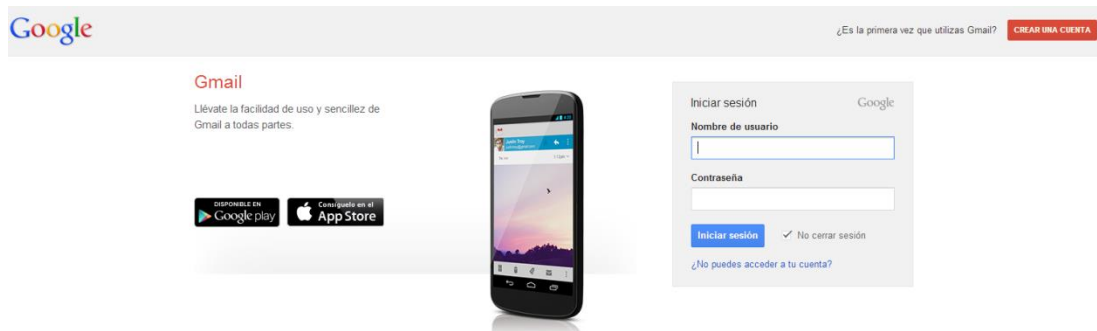 Google
¿Es la primera vez que utilizas Gmail?
CREAR UNA CUENTA
Gmail
Llévate la facilidad de uso y sencillez de
Gmail a todas partes.
DISPONIBLE EN
Google play
Consíguelo en el
App Store
Iniciar sesión
Google
Nombre de usuario
Contraseña
Iniciar sesión
No cerrar sesión
¿No puedes acceder a tu cuenta?